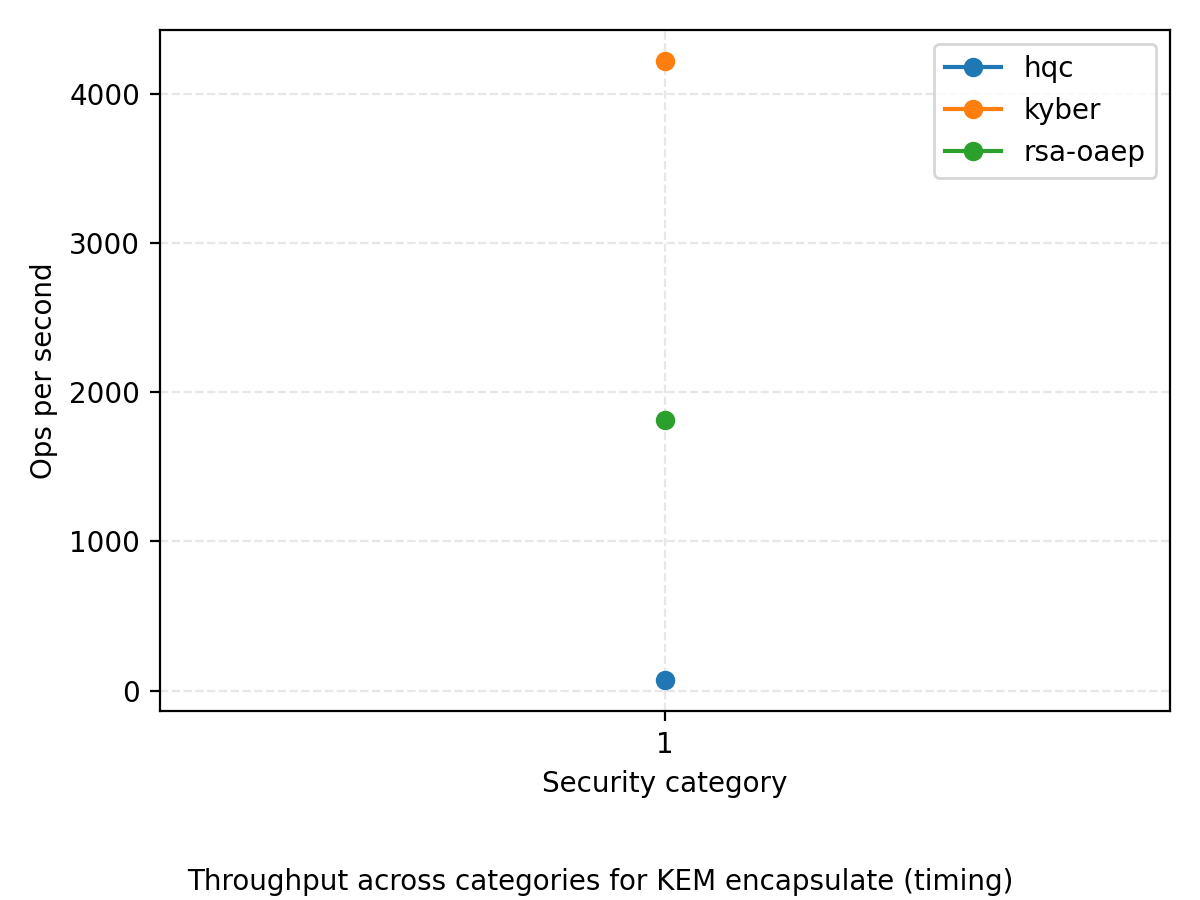 hqc
kyber
rsa-oaep
4000
3000
2000
1000
0
Ops per second
1
Security category
Throughput across categories for KEM encapsulate (timing)